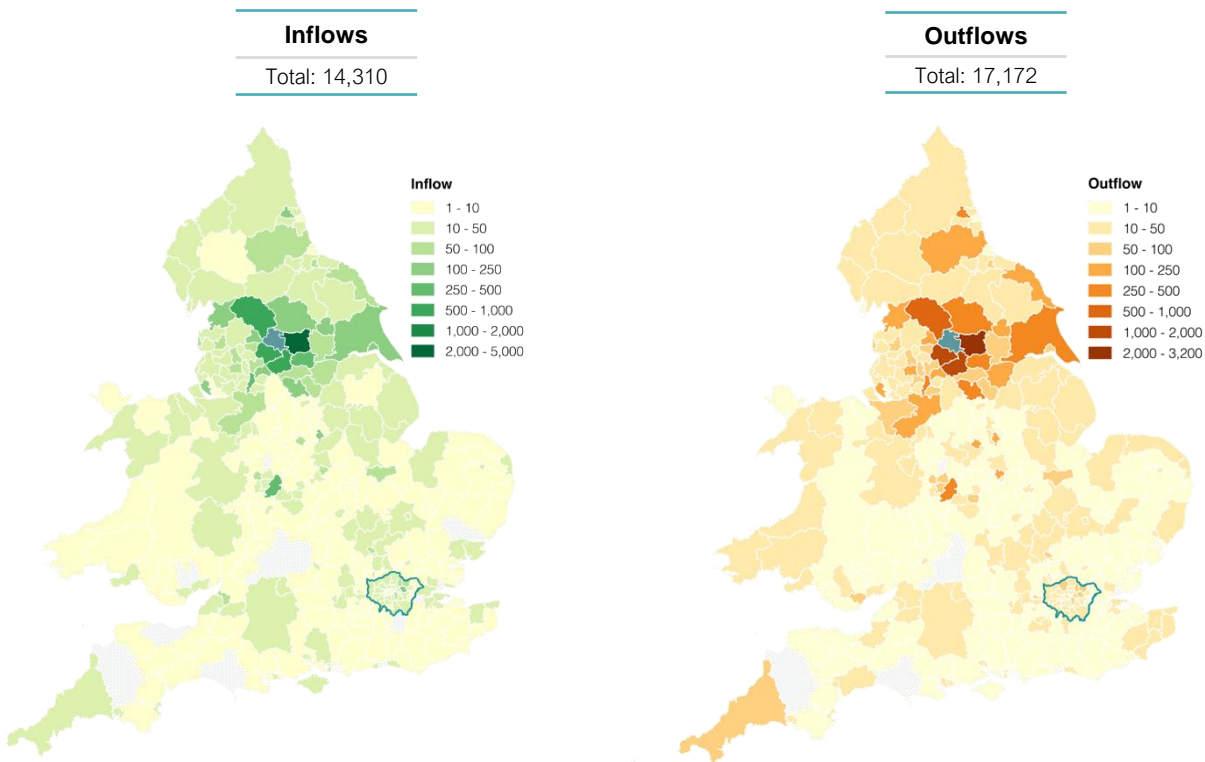 Inflows
Total: 14,310
Inflow
1 - 10
10 - 50
50 - 100
100 - 250
250 - 500
500 - 1,000
1,000 - 2,000
2,000 - 5,000
Outflows
Total: 17,172
Outflow
1 - 10
10 - 50
50 - 100
100 - 250
250 - 500
500 - 1,000
1,000 - 2,000
2,000 - 3,200